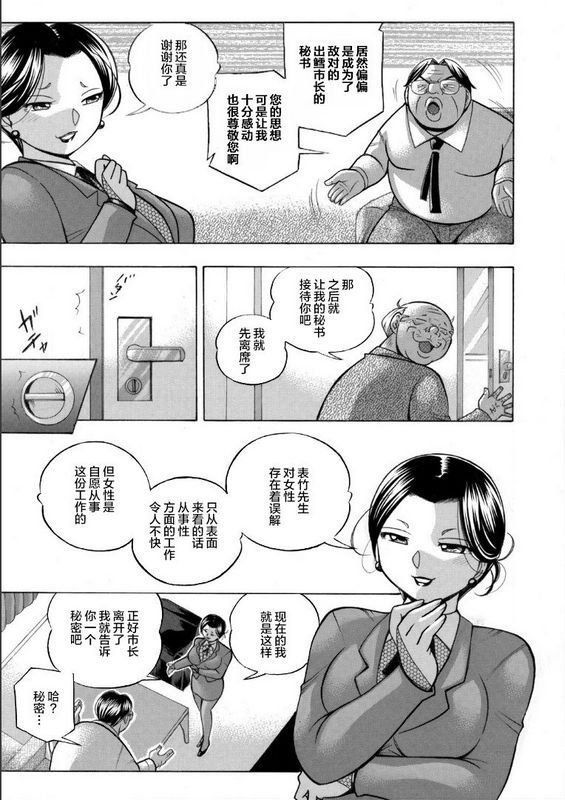 居然偏偏
是成为了
敌对的
出鳕市长的
秘书
您的思想
可是让我
十分感动
也很尊敬您啊
那还真是
谢谢你了
那
之后就
让我的秘书
接待你吧
我就
先离席了
ガチャ
表竹先生
对女性
存在着误解
只从表面
来看的话
从事性
方面的工作
令人不快
但女性是
自愿从事
这份工作的
现在的我
就是这样
正好市长
离开了
我就告诉
你一个
秘密吧
哈？
秘密…